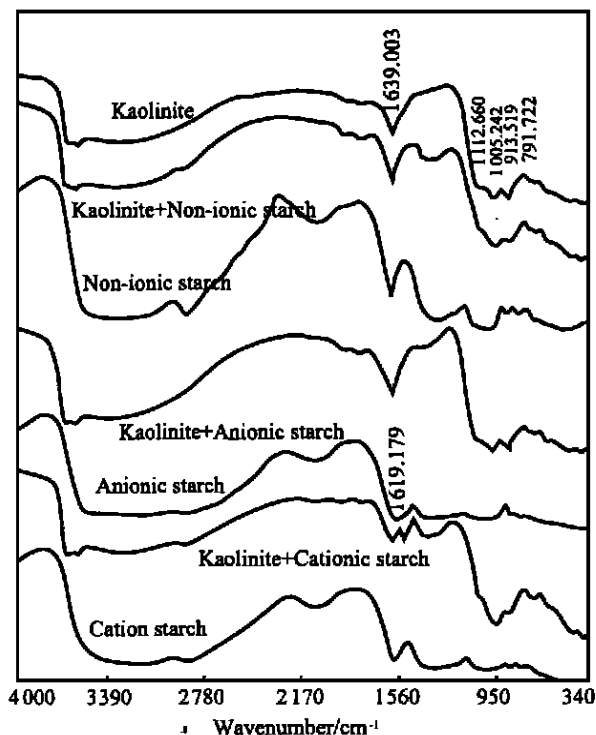 1639.003
Kaolinite
1112.660
1005.242
913.519
791.722
Kaolinite+Non-ionic starch
Non-ionic starch
Kaolinite+Anionic starch
1619.179
Anionic starch
Kaolinite+Cationic starch
Cation starch
4 000 3390 2780 2170 1560 950 340
Wavenumber/cm⁻¹